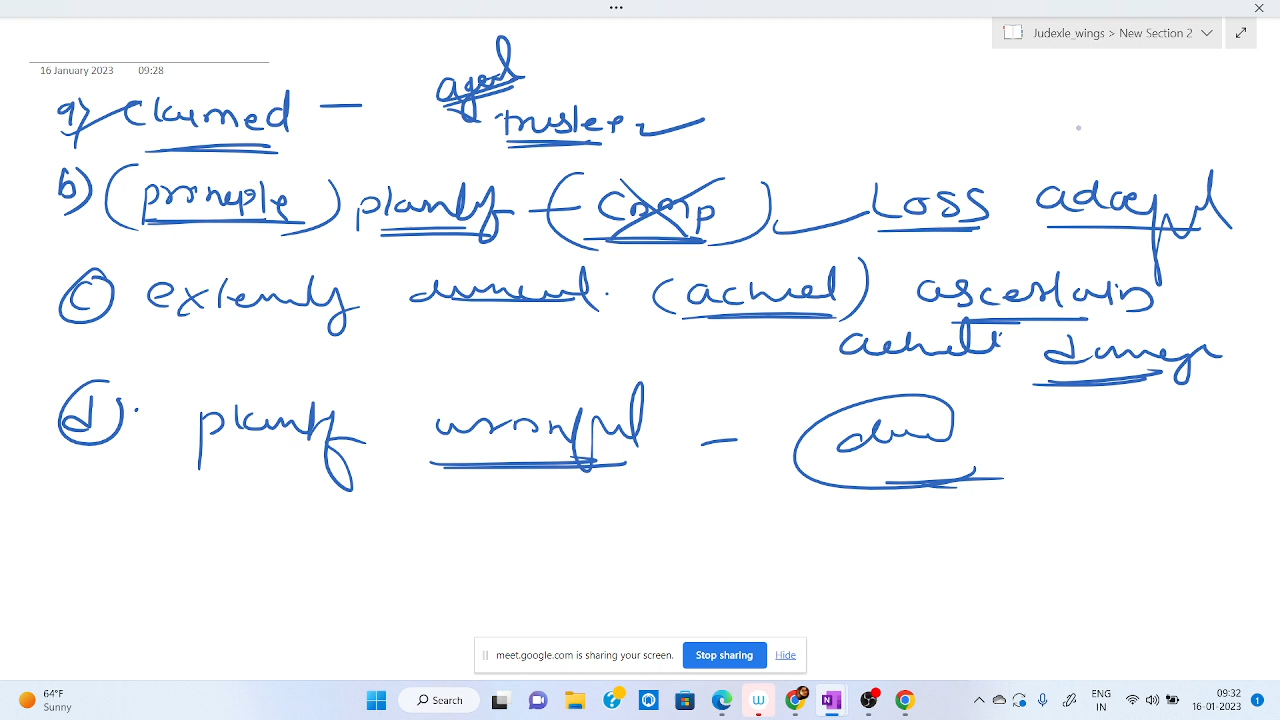 Judexle_wings > New Section 2
16 January 2023 09:28
a) Claimed - agent
trustee
b) (principle) plaintiff - (Comp) Loss adequ
c) extremely (actual) ascertain
actual damage
d). plaintiff wrongful -
meet.google.com is sharing your screen. Stop sharing Hide
64°F
Sunny
Search
ENG
IN
09:32
16-01-2023
1